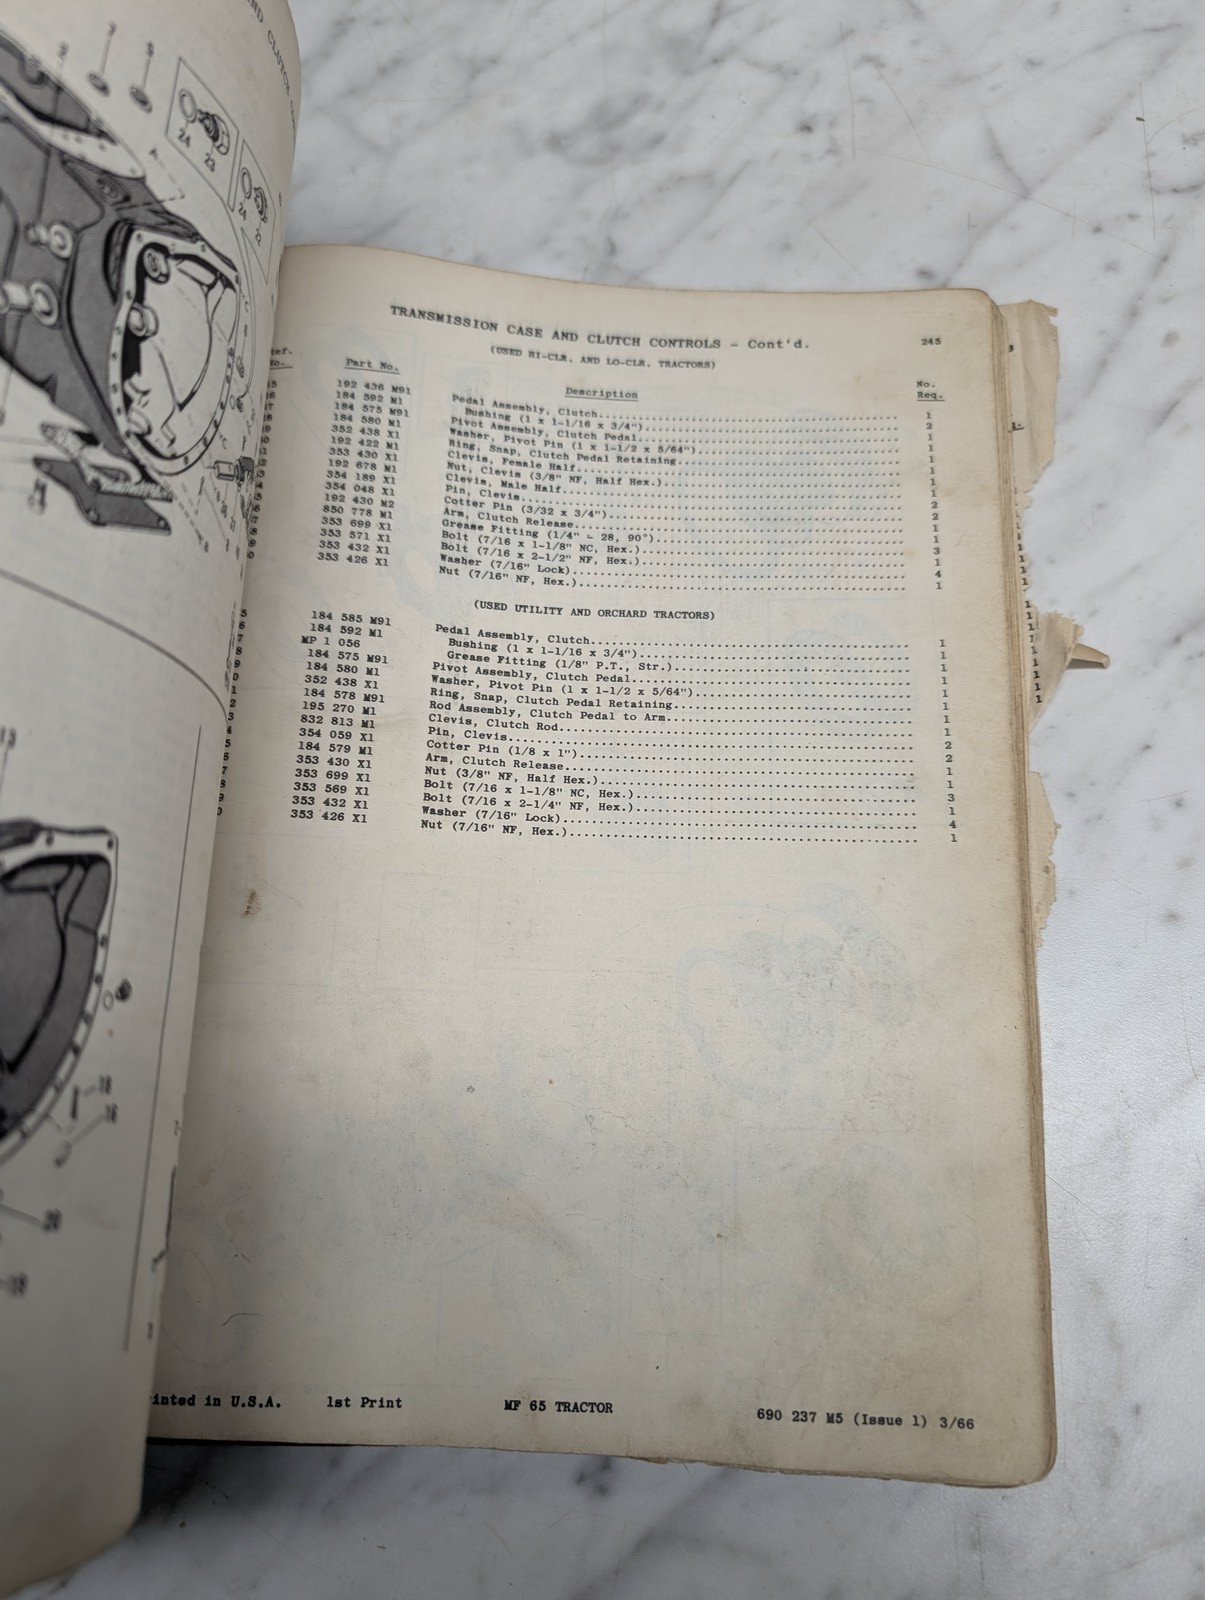 AND CLUTCH CON
7
9
A
24
23
24
22
C
C
13
18
16
20
19
TRANSMISSION CASE AND CLUTCH CONTROLS - Cont'd. 245
(USED HI-CLR. AND LO-CLR. TRACTORS)
Part No. Description No. Req.
192 436 M91 Pedal Assembly, Clutch 1
184 592 M1 Bushing (1 x 1-1/16 x 3/4") 2
184 575 M91 Pivot Assembly, Clutch Pedal 1
184 580 M1 Washer, Pivot Pin (1 x 1-1/2 x 5/64") 1
352 438 X1 Ring, Snap, Clutch Pedal Retaining 1
192 422 M1 Clevis, Female Half 1
353 430 X1 Nut, Clevis (3/8" NF, Half Hex.) 1
192 678 M1 Clevis, Male Half 1
354 189 X1 Pin, Clevis 2
354 048 X1 Cotter Pin (3/32 x 3/4") 2
192 430 M2 Arm, Clutch Release 1
850 778 M1 Grease Fitting (1/4" - 28, 90°) 1
353 699 X1 Bolt (7/16 x 1-1/8" NC, Hex.) 3
353 571 X1 Bolt (7/16 x 2-1/2" NF, Hex.) 1
353 432 X1 Washer (7/16" Lock) 4
353 426 X1 Nut (7/16" NF, Hex.) 1
(USED UTILITY AND ORCHARD TRACTORS)
184 585 M91 Pedal Assembly, Clutch 1
184 592 M1 Bushing (1 x 1-1/16 x 3/4") 1
MP 1 056 Grease Fitting (1/8" P.T., Str.) 1
184 575 M91 Pivot Assembly, Clutch Pedal 1
184 580 M1 Washer, Pivot Pin (1 x 1-1/2 x 5/64") 1
352 438 X1 Ring, Snap, Clutch Pedal Retaining 1
184 578 M91 Rod Assembly, Clutch Pedal to Arm 1
195 270 M1 Clevis, Clutch Rod 1
832 813 M1 Pin, Clevis 2
354 059 X1 Cotter Pin (1/8 x 1") 2
184 579 M1 Arm, Clutch Release 1
353 430 X1 Nut (3/8" NF, Half Hex.) 1
353 699 X1 Bolt (7/16 x 1-1/8" NC, Hex.) 3
353 569 X1 Bolt (7/16 x 2-1/4" NF, Hex.) 1
353 432 X1 Washer (7/16" Lock) 4
353 426 X1 Nut (7/16" NF, Hex.) 1
inted in U.S.A. 1st Print MF 65 TRACTOR 690 237 M5 (Issue 1) 3/66